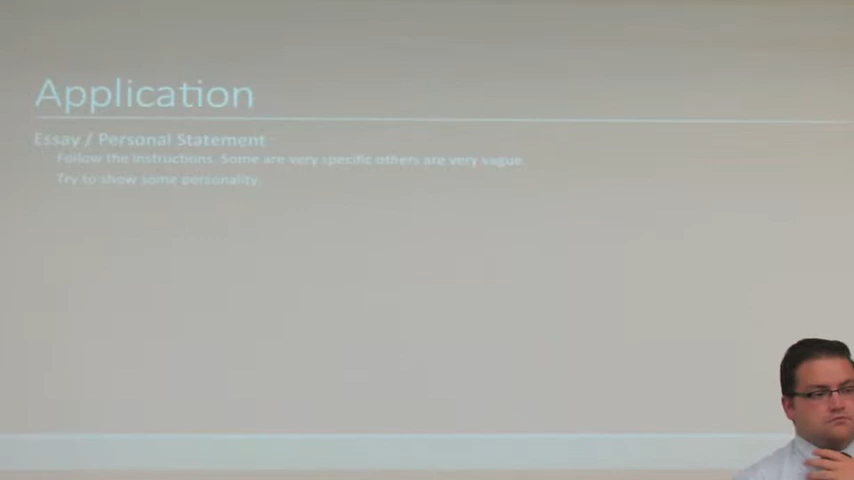 Application
Essay / Personal Statement
Follow the instructions. Some are very specific others are very vague.
Try to show some personality.